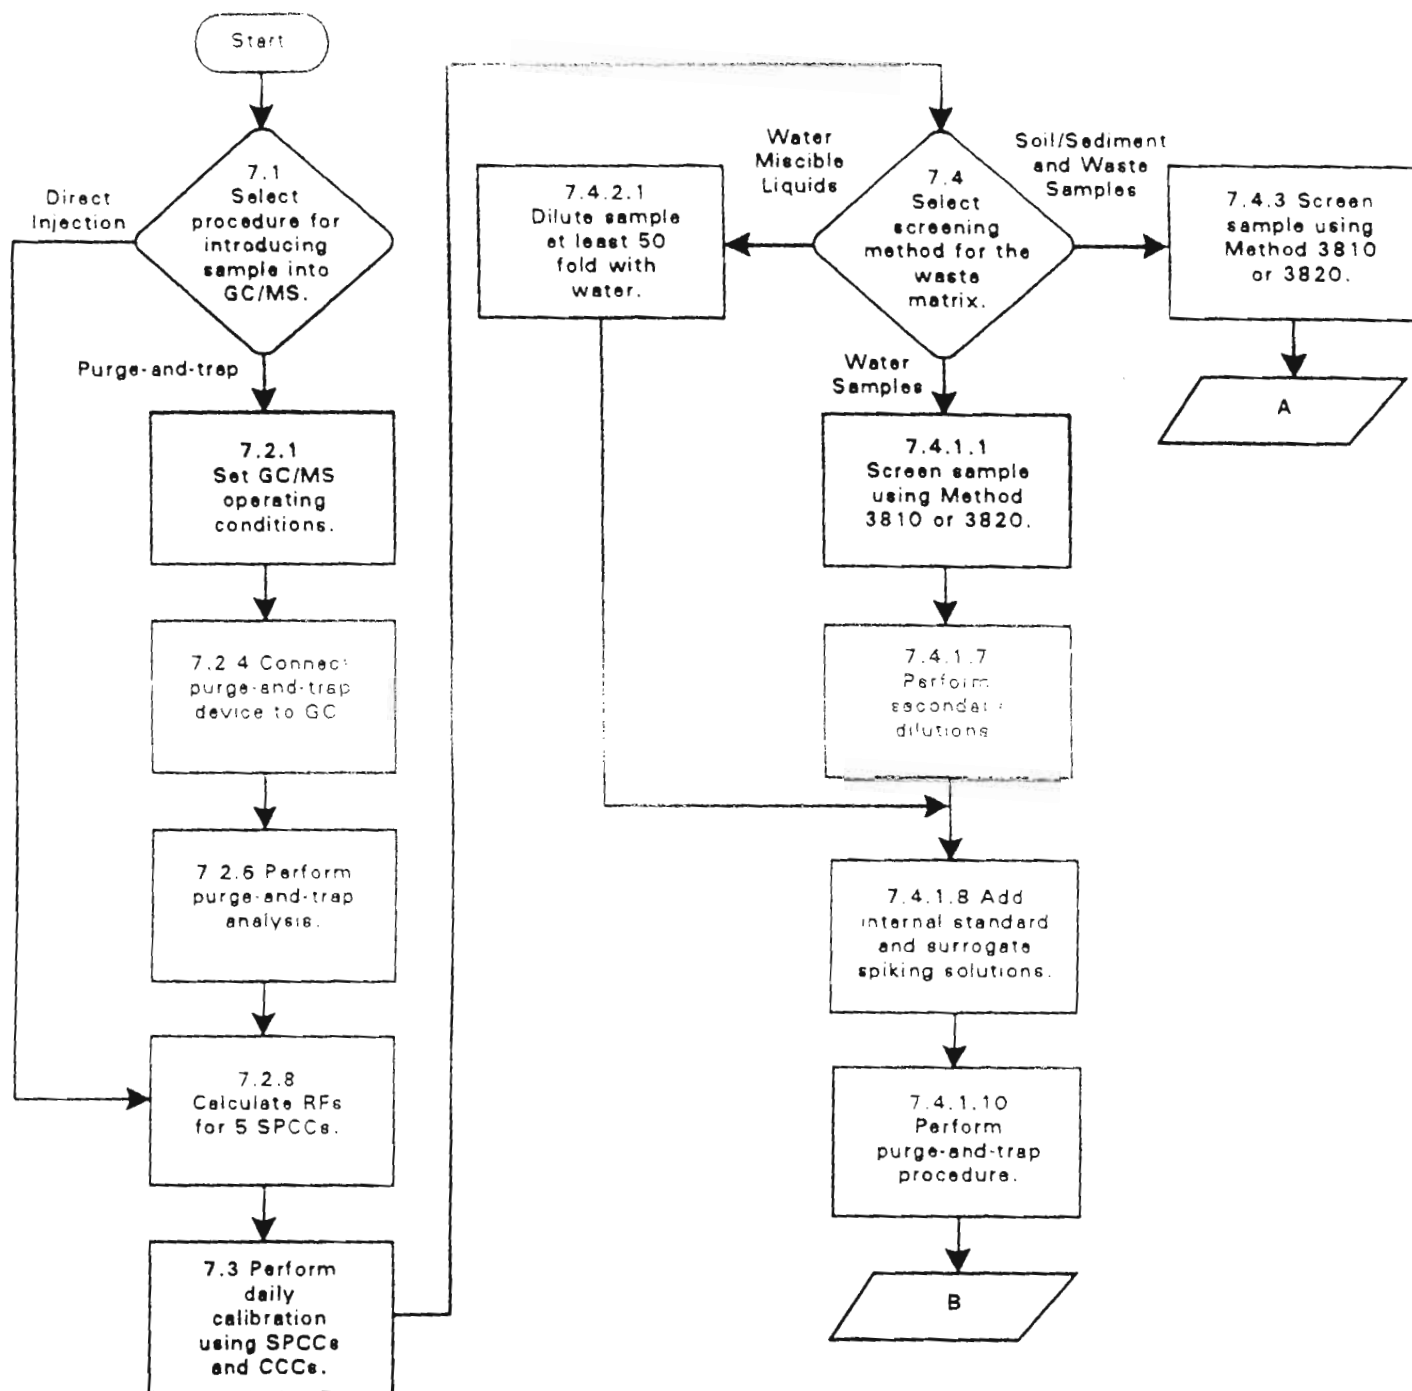 Start
7.1
Select
procedure for
introducing
sample into
GC/MS.
Direct
Injection
Purge-and-trap
7.2.1
Set GC/MS
operating
conditions.
7.2.4 Connect
purge-and-trap
device to GC
7.2.6 Perform
purge-and-trap
analysis.
7.2.8
Calculate RFs
for 5 SPCCs.
7.3 Perform
daily
calibration
using SPCCs
and CCCs.
7.4
Select
screening
method for the
waste
matrix.
Water
Miscible
Liquids
7.4.2.1
Dilute sample
at least 50
fold with
water.
Soil/Sediment
and Waste
Samples
7.4.3 Screen
sample using
Method 3810
or 3820.
A
Water
Samples
7.4.1.1
Screen sample
using Method
3810 or 3820.
7.4.1.7
Perform
secondary
dilutions
7.4.1.8 Add
internal standard
and surrogate
spiking solutions.
7.4.1.10
Perform
purge-and-trap
procedure.
B